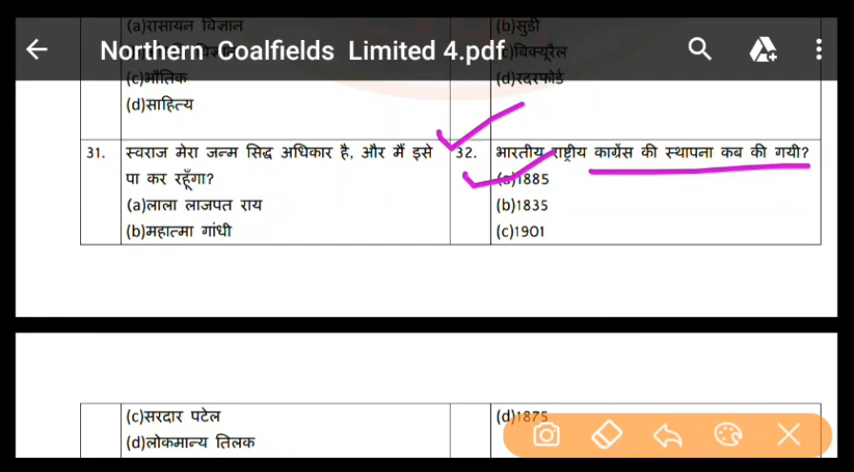 (a)रासायन विज्ञान
(b)सुडी
Northern Coalfields Limited 4.pdf
(c)बिक्यूरैल
(c)भौतिक
(d)रदरफोर्ड
(d)साहित्य
31. स्वराज मेरा जन्म सिद्ध अधिकार है, और मैं इसे
पा कर रहूँगा?
(a)लाला लाजपत राय
(b)महात्मा गांधी
32. भारतीय राष्ट्रीय काग्रेंस की स्थापना कब की गयी?
(a)1885
(b)1835
(c)1901
(c)सरदार पटेल
(d)लोकमान्य तिलक
(d)1875